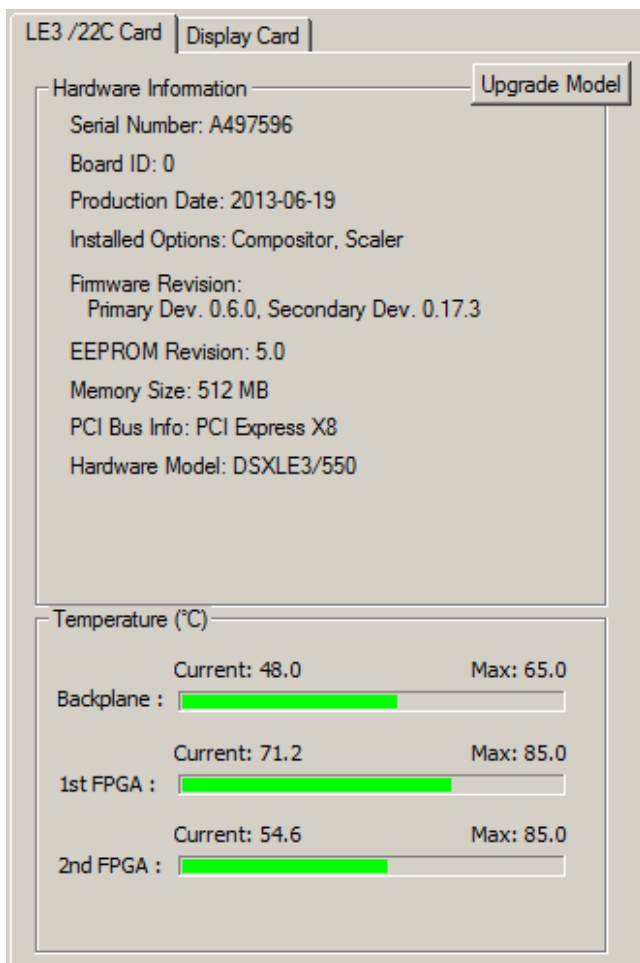 LE3 /22C Card Display Card
Upgrade Model
Hardware Information
Serial Number: A497596
Board ID: 0
Production Date: 2013-06-19
Installed Options: Compositor, Scaler
Firmware Revision:
Primary Dev. 0.6.0, Secondary Dev. 0.17.3
EEPROM Revision: 5.0
Memory Size: 512 MB
PCI Bus Info: PCI Express X8
Hardware Model: DSXLE3/550
Temperature (°C)
Current: 48.0 Max: 65.0
Backplane :
Current: 71.2 Max: 85.0
1st FPGA :
Current: 54.6 Max: 85.0
2nd FPGA :